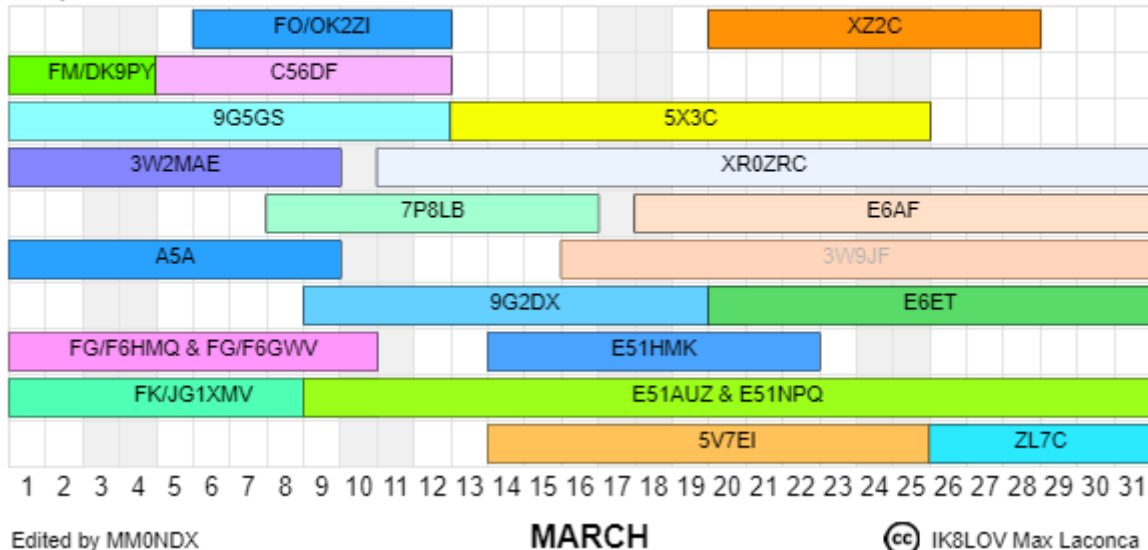 FO/OK2ZI XZ2C
FM/DK9PY C56DF
9G5GS 5X3C
3W2MAE XR0ZRC
7P8LB E6AF
A5A 3W9JF
9G2DX E6ET
FG/F6HMQ & FG/F6GWV E51HMK
FK/JG1XMV E51AUZ & E51NPQ
5V7EI ZL7C
1 2 3 4 5 6 7 8 9 10 11 12 13 14 15 16 17 18 19 20 21 22 23 24 25 26 27 28 29 30 31
Edited by MM0NDX MARCH cc IK8LOV Max Laconca